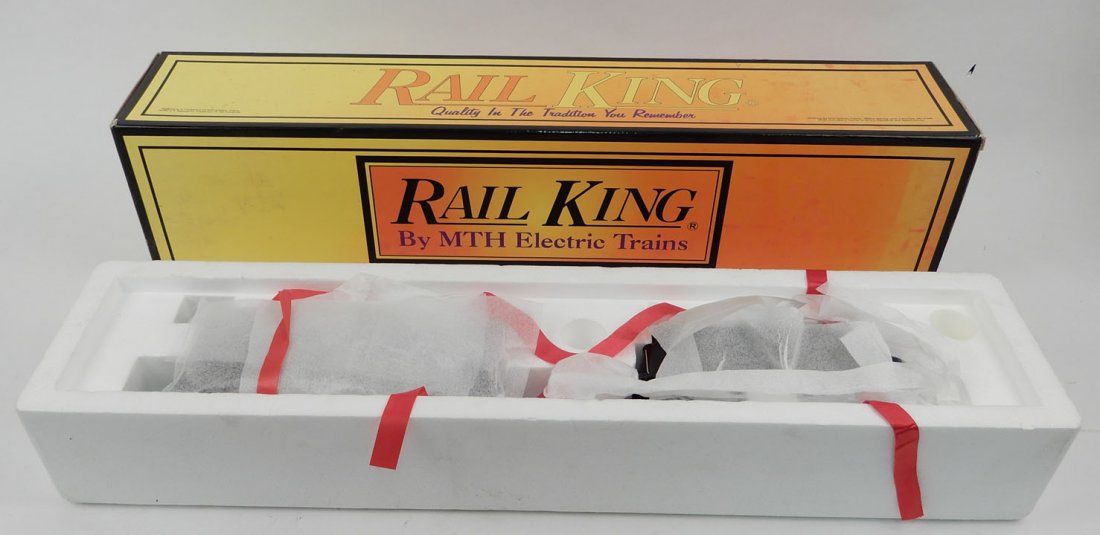 RAIL KING®
Quality In The Tradition You Remember
RAIL KING®
By MTH Electric Trains